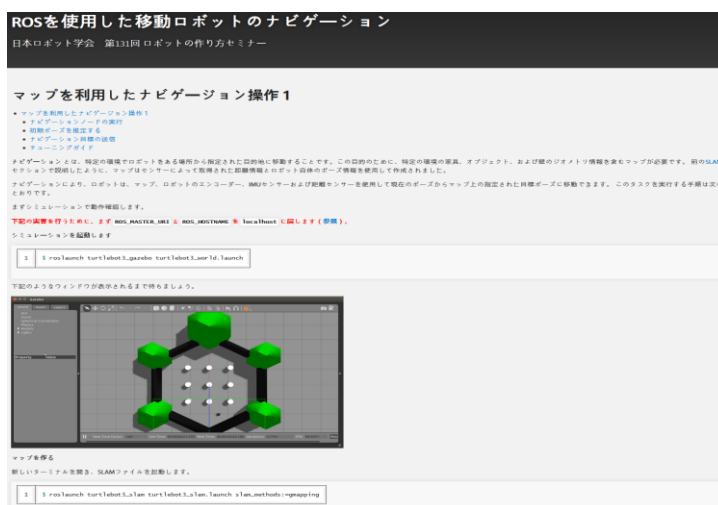 ROSを使用した移動ロボットのナビゲーション
日本ロボット学会 第131回 ロボットの作り方セミナー
マップを利用したナビゲーション操作１
マップを利用したナビゲーション操作１
ナビゲーションノードの実行
初期ポーズを推定する
ナビゲーション目標の送信
チューニングガイド
ナビゲーションとは、特定の環境でロボットをある場所から指定された目的地に移動することです。この目的のために、特定の環境の家具、オブジェクト、および壁のジオメトリ情報を含むマップが必要です。 前のSLAM
セクションで説明したように、マップはセンサーによって取得された距離情報とロボット自体のポーズ情報を使用して作成されました。
ナビゲーションにより、ロボットは、マップ、ロボットのエンコーダー、IMUセンサーおよび距離センサーを使用して現在のポーズからマップ上の指定された目標ポーズに移動できます。 このタスクを実行する手順は次の
とおりです。
まずシミュレーションで動作確認します。
下記の実習を行うために、まず ROS_MASTER_URI と ROS_HOSTNAME を localhost に戻します ( 参照 )。
シミュレーションを起動します
1 $ roslaunch turtlebot3_gazebo turtlebot3_world.launch
下記のようなウィンドウが表示されるまで待ちましょう。
マップを作る
新しいターミナルを開き、SLAMファイルを起動します。
1 $ roslaunch turtlebot3_slam turtlebot3_slam.launch slam_methods:=gmapping